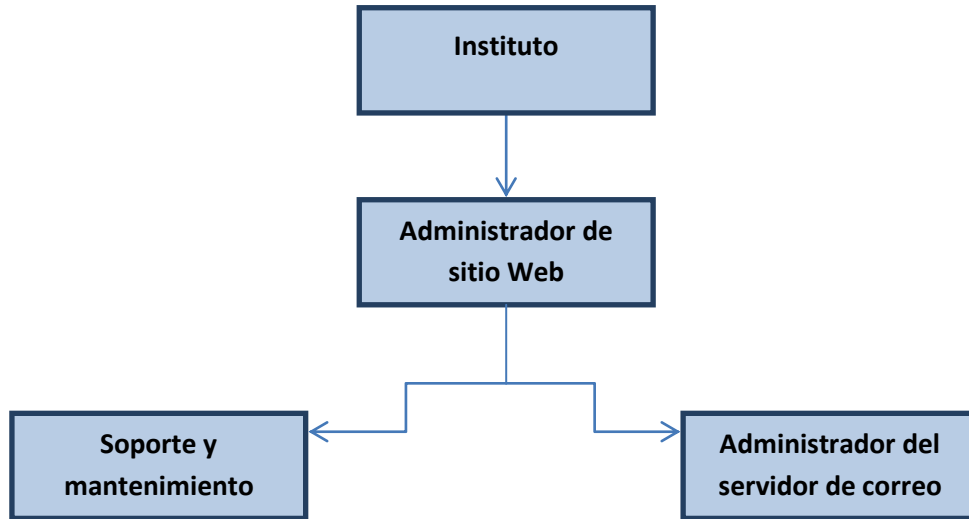 Instituto
Administrador de
sitio Web
Soporte y
mantenimiento
Administrador del
servidor de correo